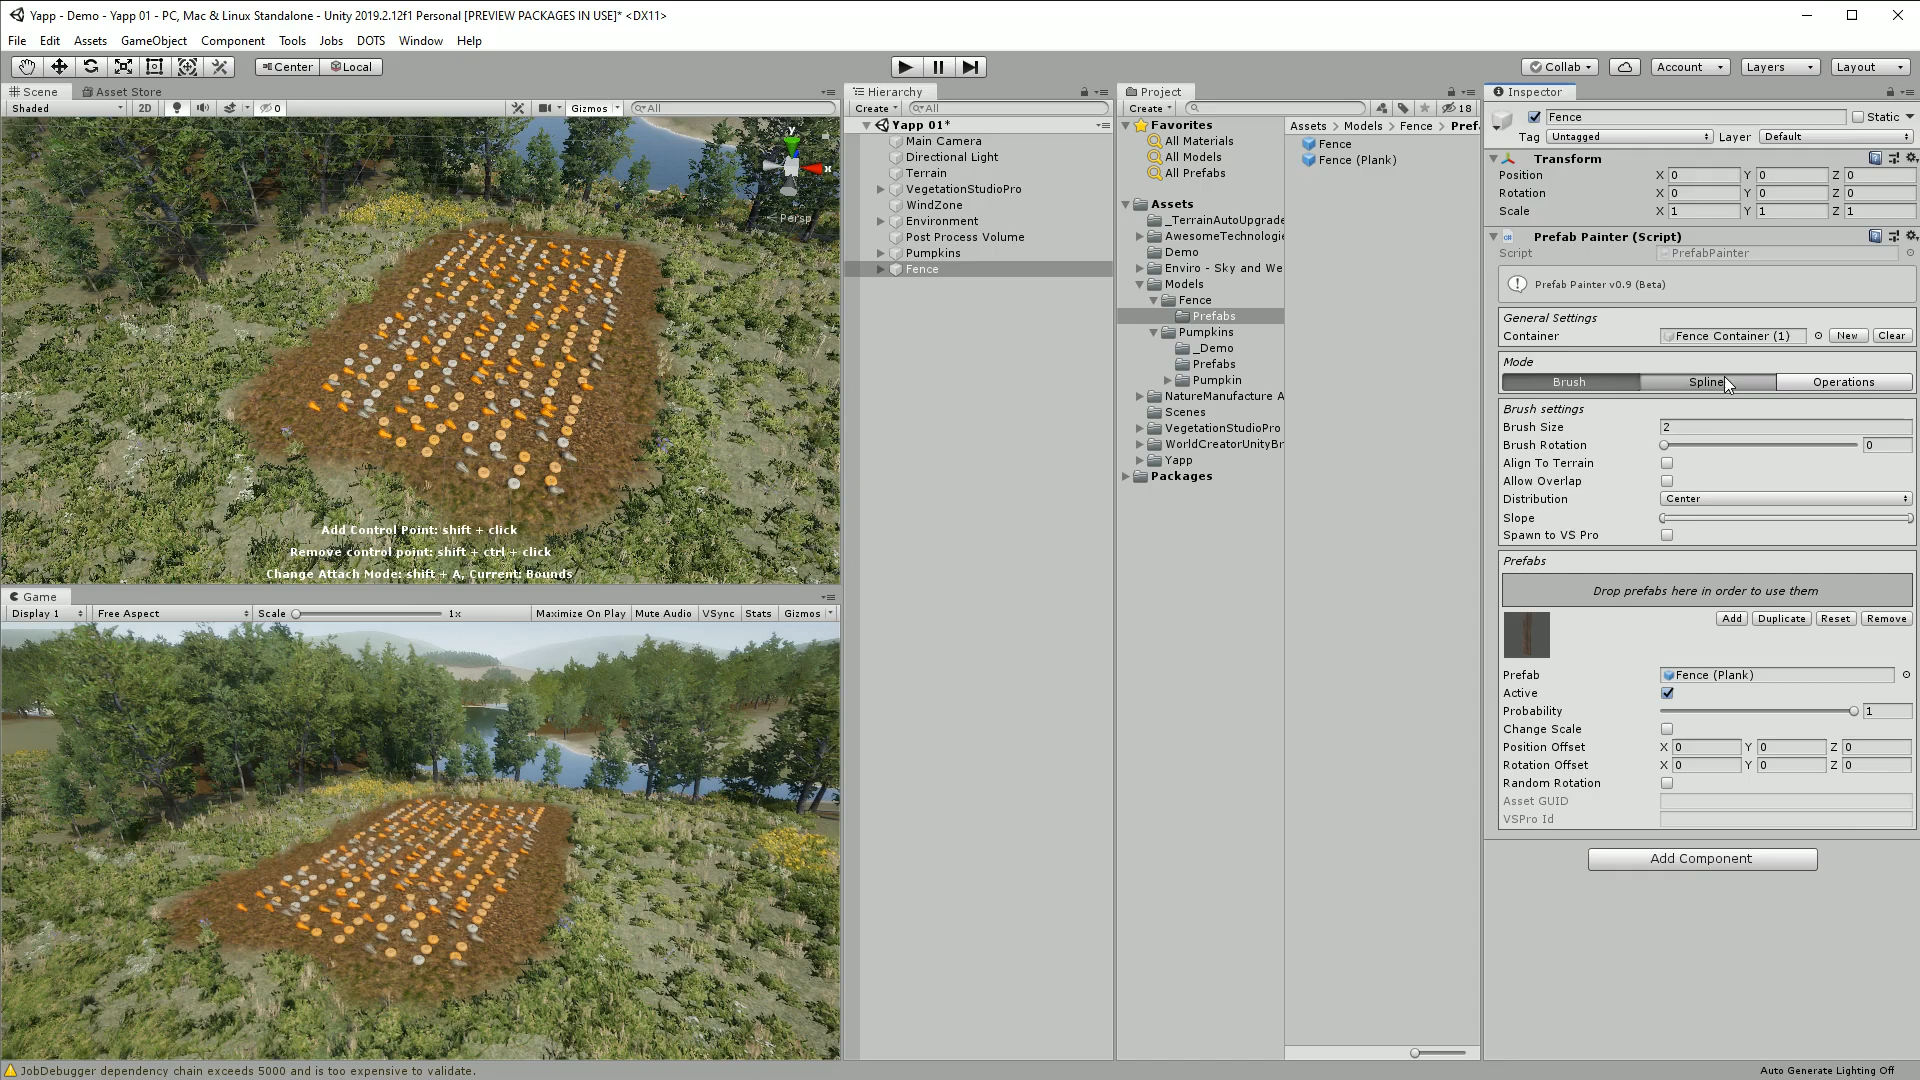 Yapp - Demo - Yapp 01 - PC, Mac & Linux Standalone - Unity 2019.2.12f1 Personal [PREVIEW PACKAGES IN USE]* <DX11>
File Edit Assets GameObject Component Tools Jobs DOTS Window Help
Center Local Collab Account Layers Layout
Scene Asset Store
Shaded 2D 0 Gizmos All
y
x
Persp
Add Control Point: shift + click
Remove control point: shift + ctrl + click
Change Attach Mode: shift + A, Current: Bounds
Game
Display 1 Free Aspect Scale 1x Maximize On Play Mute Audio VSync Stats Gizmos
Hierarchy
Create All
Yapp 01*
Main Camera
Directional Light
Terrain
VegetationStudioPro
WindZone
Environment
Post Process Volume
Pumpkins
Fence
Project
Create 18
Favorites
All Materials
All Models
All Prefabs
Assets
_TerrainAutoUpgrade
AwesomeTechnologie
Demo
Enviro - Sky and We
Models
Fence
Prefabs
Pumpkins
_Demo
Prefabs
Pumpkin
NatureManufacture A
Scenes
VegetationStudioPro
WorldCreatorUnityBr
Yapp
Packages
Assets > Models > Fence > Pref
Fence
Fence (Plank)
Inspector
Fence Static
Tag Untagged Layer Default
Transform
Position X 0 Y 0 Z 0
Rotation X 0 Y 0 Z 0
Scale X 1 Y 1 Z 1
Prefab Painter (Script)
Script PrefabPainter
Prefab Painter v0.9 (Beta)
General Settings
Container Fence Container (1) New Clear
Mode
Brush Spline Operations
Brush settings
Brush Size 2
Brush Rotation 0
Align To Terrain
Allow Overlap
Distribution Center
Slope
Spawn to VS Pro
Prefabs
Drop prefabs here in order to use them
Add Duplicate Reset Remove
Prefab Fence (Plank)
Active
Probability 1
Change Scale
Position Offset X 0 Y 0 Z 0
Rotation Offset X 0 Y 0 Z 0
Random Rotation
Asset GUID
VSPro Id
Add Component
JobDebugger dependency chain exceeds 5000 and is too expensive to validate.
Auto Generate Lighting Off